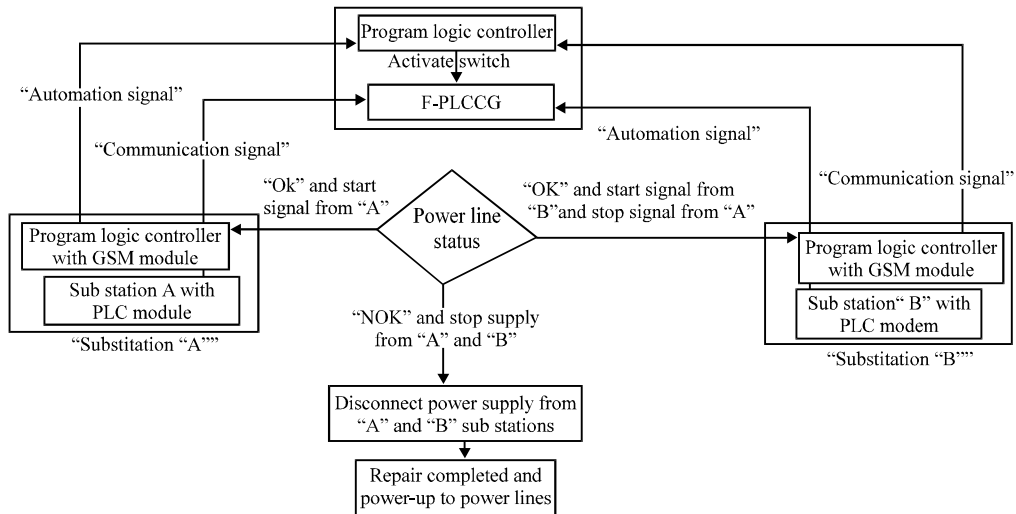 Program logic controller
Activate switch
F-PLCCG
“Automation signal”
“Communication signal”
“Automation signal”
“Communication signal”
“Ok” and start
signal from “A”
Power line
status
“OK” and start signal from
“B”and stop signal from “A”
Program logic controller
with GSM module
Sub station A with
PLC module
“Substitation “A””
Program logic controller
with GSM module
Sub station“ B” with
PLC modem
“Substitation “B””
“NOK” and stop supply
from “A” and “B”
Disconnect power supply from
“A” and “B” sub stations
Repair completed and
power-up to power lines